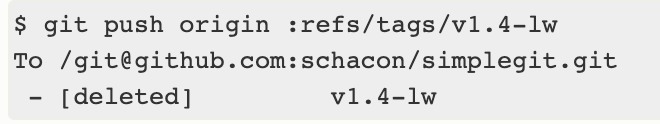 $ git push origin :refs/tags/v1.4-lw
To /git@github.com:schacon/simplegit.git
 - [deleted]         v1.4-lw